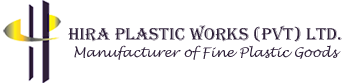 HIRA PLASTIC WORKS (PVT) LTD.
Manufacturer of Fine Plastic Goods